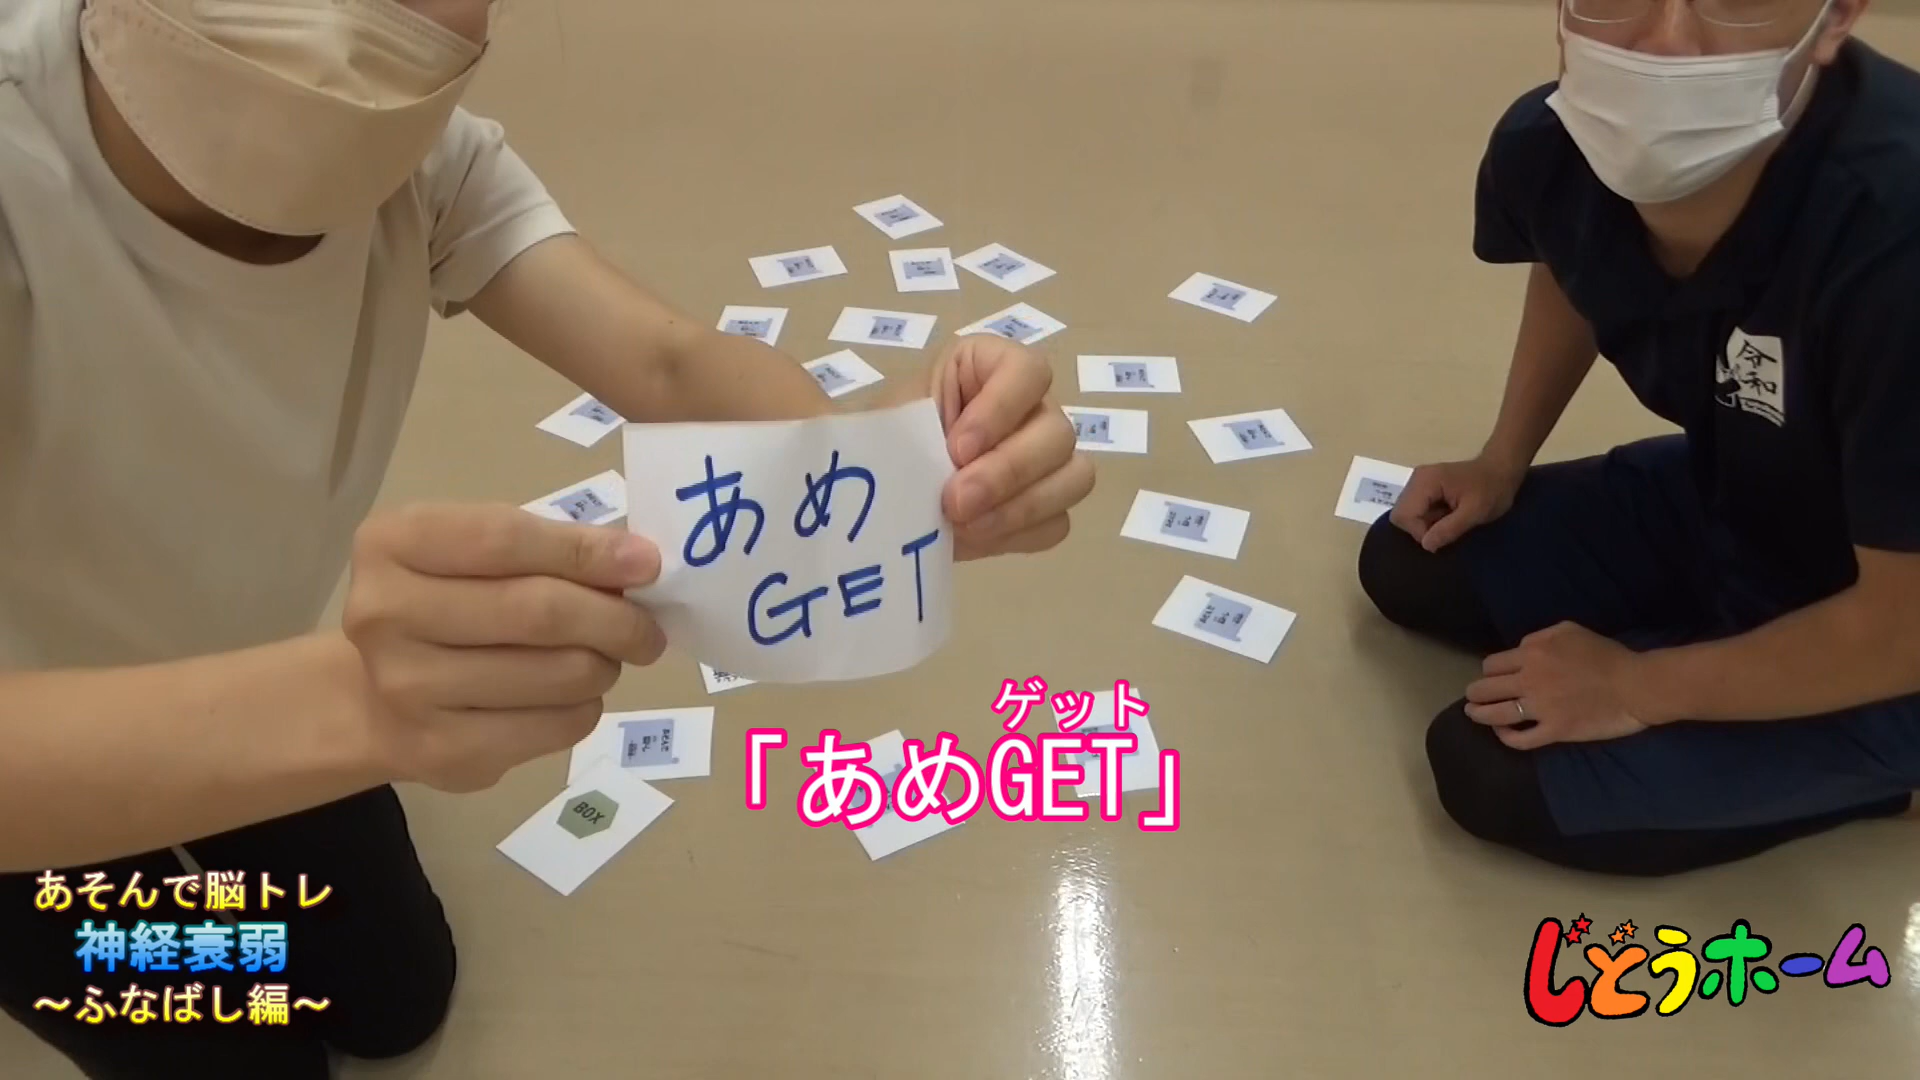 あめ
GET
ゲット
「あめGET」
令和
BOX
あそんで脳トレ
神経衰弱
～ふなばし編～
じどうホーム